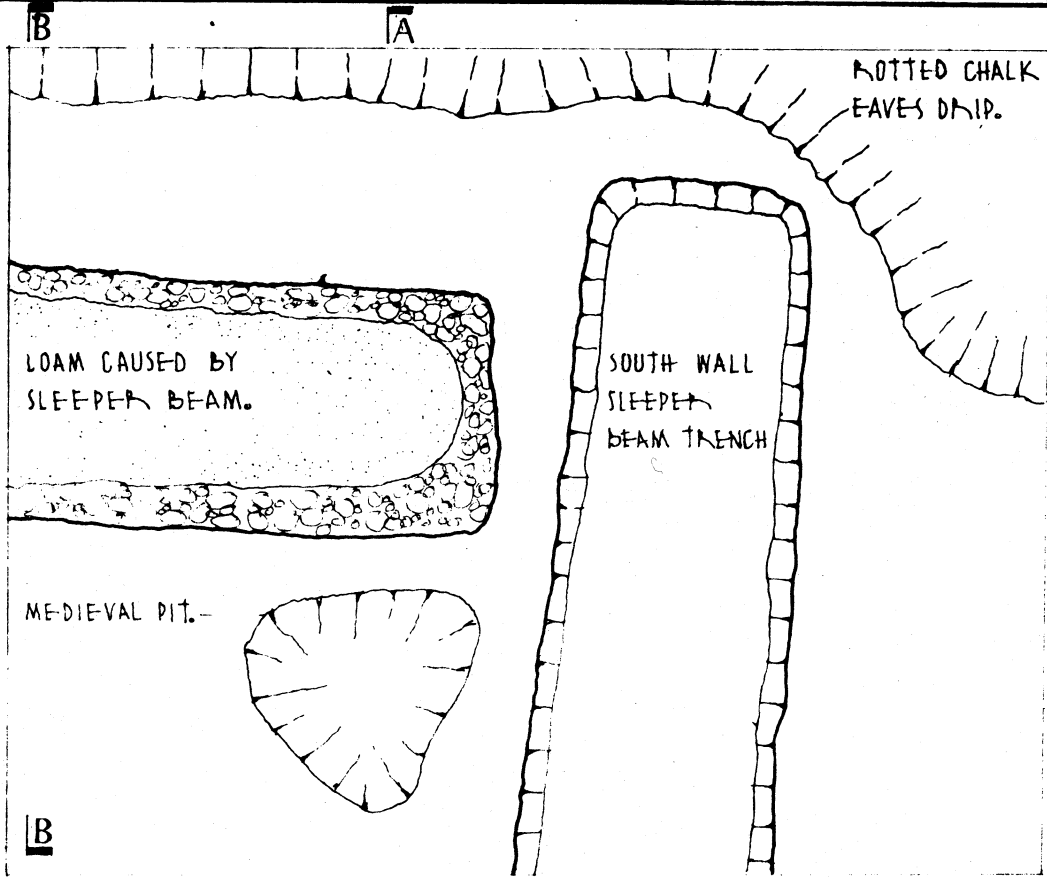 B
A
ROTTED CHALK
EAVES DRIP.
LOAM CAUSED BY
SLEEPER BEAM.
SOUTH WALL
SLEEPER
BEAM TRENCH
MEDIEVAL PIT.
B